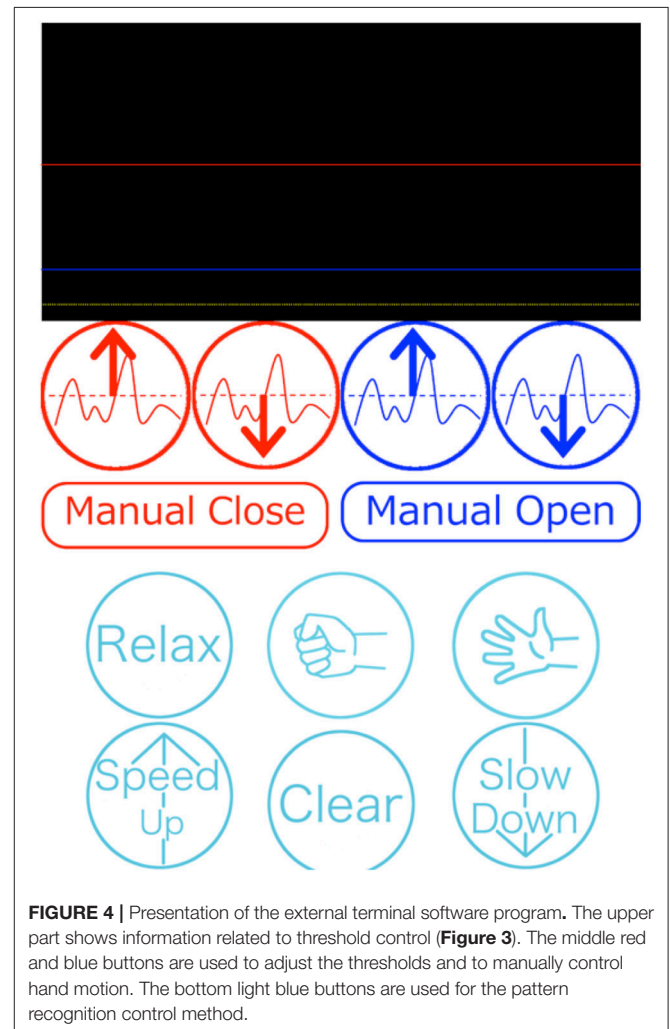 Manual Close
Manual Open
Relax
Speed
Up
Clear
Slow
Down
FIGURE 4 | Presentation of the external terminal software program. The upper
part shows information related to threshold control (Figure 3). The middle red
and blue buttons are used to adjust the thresholds and to manually control
hand motion. The bottom light blue buttons are used for the pattern
recognition control method.